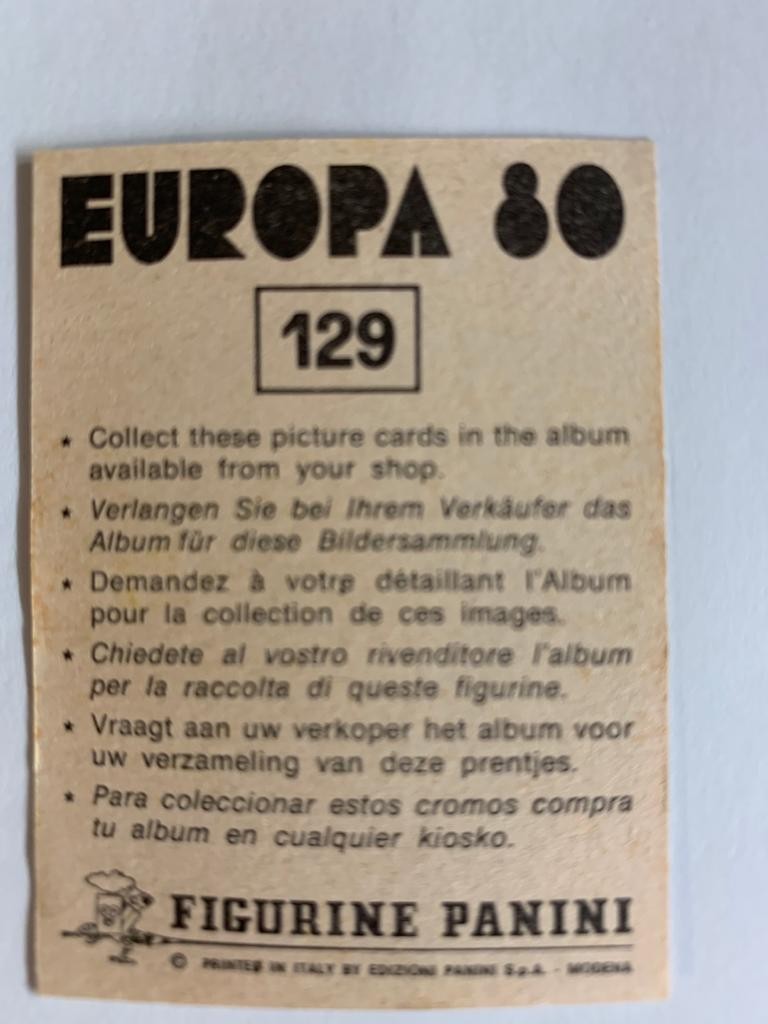 EUROPA 80
129
★ Collect these picture cards in the album
available from your shop.
★ Verlangen Sie bei Ihrem Verkäufer das
Album für diese Bildersammlung.
★ Demandez à votre détaillant l'Album
pour la collection de ces images.
★ Chiedete al vostro rivenditore l'album
per la raccolta di queste figurine.
★ Vraagt aan uw verkoper het album voor
uw verzameling van deze prentjes.
★ Para coleccionar estos cromos compra
tu album en cualquier kiosko.
FIGURINE PANINI
© PRINTED IN ITALY BY EDIZIONI PANINI S.p.A. - MODENA